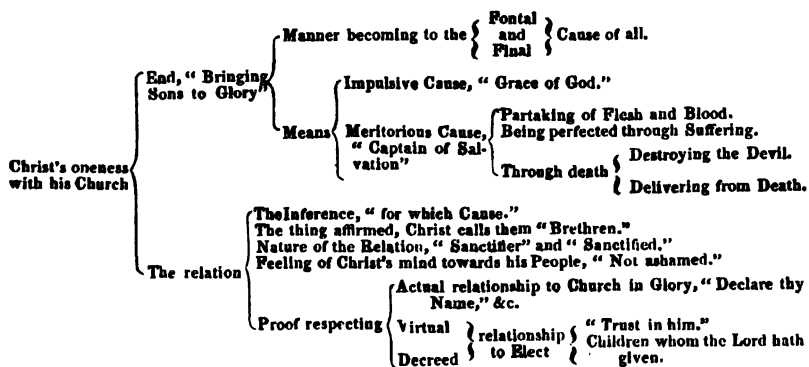 Manner becoming to the { Fontal and Final } Cause of all.
End, " Bringing
Sons to Glory"
Impulsive Cause, " Grace of God."
Means
Meritorious Cause,
" Captain of Sal-
vation"
Partaking of Flesh and Blood.
Being perfected through Suffering.
Through death
Destroying the Devil.
Delivering from Death.
Christ's oneness
with his Church
The relation
The Inference, " for which Cause."
The thing affirmed, Christ calls them " Brethren."
Nature of the Relation, " Sanctifier" and " Sanctified."
Feeling of Christ's mind towards his People, " Not ashamed."
Proof respecting
Actual relationship to Church in Glory, " Declare thy
Name," &c.
Virtual
Decreed
relationship
to Elect
" Trust in him."
Children whom the Lord hath
given.